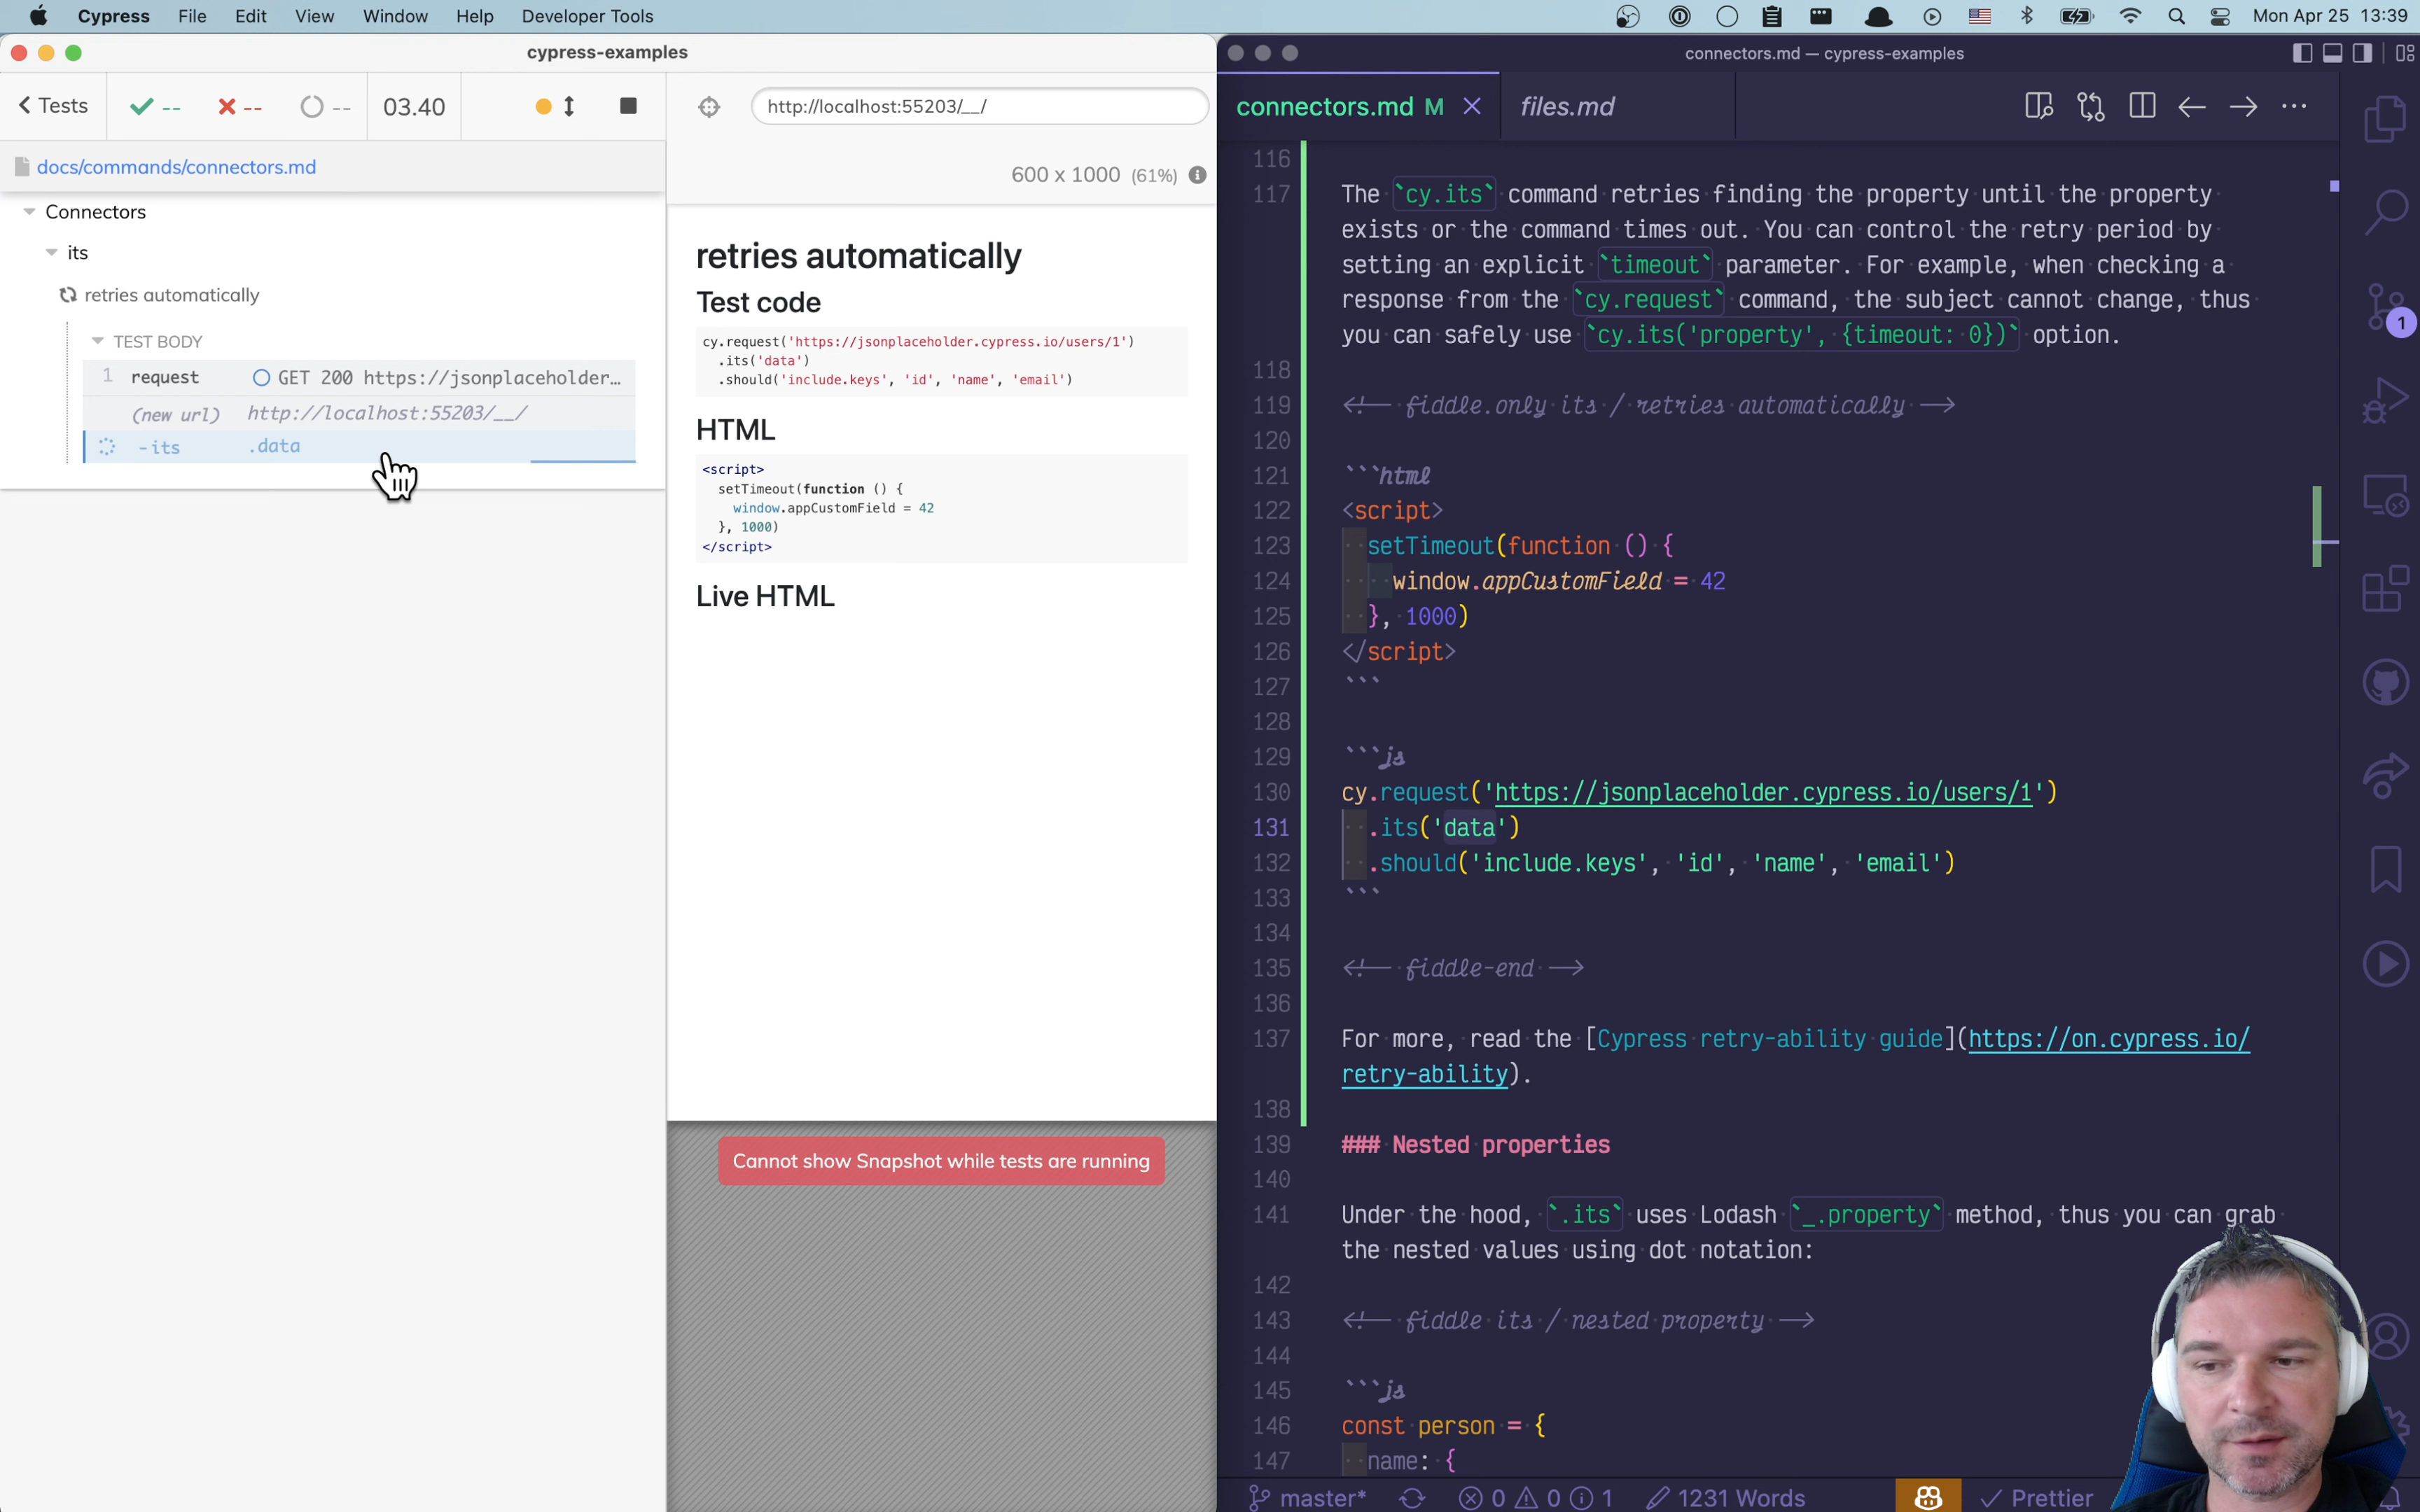 Cypress File Edit View Window Help Developer Tools
Mon Apr 25 13:39
cypress-examples
Tests -- -- -- 03.40
http://localhost:55203/__/
600 x 1000 (61%)
docs/commands/connectors.md
Connectors
its
retries automatically
TEST BODY
1 request GET 200 https://jsonplaceholder…
(new url) http://localhost:55203/__/
-its .data
retries automatically
Test code
cy.request('https://jsonplaceholder.cypress.io/users/1')
.its('data')
.should('include.keys', 'id', 'name', 'email')
HTML
<script>
setTimeout(function () {
window.appCustomField = 42
}, 1000)
</script>
Live HTML
Cannot show Snapshot while tests are running
connectors.md — cypress-examples
connectors.md M files.md
116
117 The `cy.its` command retries finding the property until the property
exists or the command times out. You can control the retry period by
setting an explicit `timeout` parameter. For example, when checking a
response from the `cy.request` command, the subject cannot change, thus
you can safely use `cy.its('property', {timeout: 0})` option.
118
119 <!-- fiddle.only its / retries automatically -->
120
121 ```html
122 <script>
123 setTimeout(function () {
124 window.appCustomField = 42
125 }, 1000)
126 </script>
127 ```
128
129 ```js
130 cy.request('https://jsonplaceholder.cypress.io/users/1')
131 .its('data')
132 .should('include.keys', 'id', 'name', 'email')
133 ```
134
135 <!-- fiddle-end -->
136
137 For more, read the [Cypress retry-ability guide](https://on.cypress.io/
retry-ability).
138
139 ### Nested properties
140
141 Under the hood, `.its` uses Lodash `_.property` method, thus you can grab
the nested values using dot notation:
142
143 <!-- fiddle its / nested property -->
144
145 ```js
146 const person = {
147 name: {
1
master* 0 0 1 1231 Words Prettier